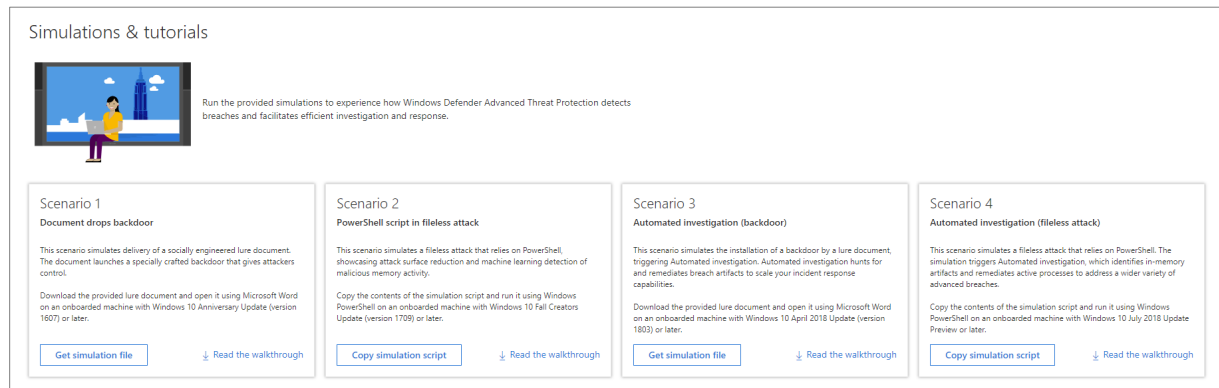 Simulations & tutorials
Run the provided simulations to experience how Windows Defender Advanced Threat Protection detects
breaches and facilitates efficient investigation and response.
Scenario 1
Document drops backdoor
This scenario simulates delivery of a socially engineered lure document.
The document launches a specially crafted backdoor that gives attackers
control.
Download the provided lure document and open it using Microsoft Word
on an onboarded machine with Windows 10 Anniversary Update (version
1607) or later.
Get simulation file
Read the walkthrough
Scenario 2
PowerShell script in fileless attack
This scenario simulates a fileless attack that relies on PowerShell,
showcasing attack surface reduction and machine learning detection of
malicious memory activity.
Copy the contents of the simulation script and run it using Windows
PowerShell on an onboarded machine with Windows 10 Fall Creators
Update (version 1709) or later.
Copy simulation script
Read the walkthrough
Scenario 3
Automated investigation (backdoor)
This scenario simulates the installation of a backdoor by a lure document,
triggering Automated investigation. Automated investigation hunts for
and remediates breach artifacts to scale your incident response
capabilities.
Download the provided lure document and open it using Microsoft Word
on an onboarded machine with Windows 10 April 2018 Update (version
1803) or later.
Get simulation file
Read the walkthrough
Scenario 4
Automated investigation (fileless attack)
This scenario simulates a fileless attack that relies on PowerShell. The
simulation triggers Automated investigation, which identifies in-memory
artifacts and remediates active processes to address a wider variety of
advanced breaches.
Copy the contents of the simulation script and run it using Windows
PowerShell on an onboarded machine with Windows 10 July 2018 Update
Preview or later.
Copy simulation script
Read the walkthrough